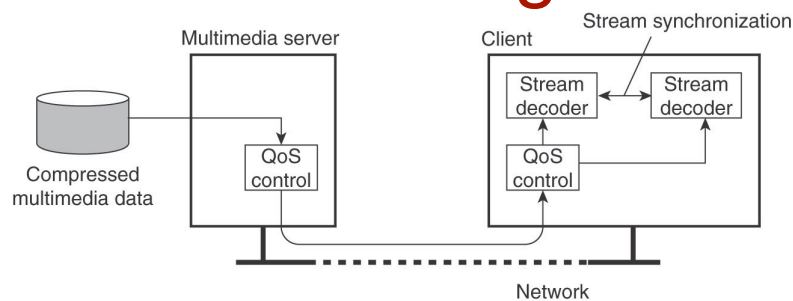 g
Stream synchronization
Multimedia server
Client
Stream
decoder
Stream
decoder
QoS
control
QoS
control
Compressed
multimedia data
Network